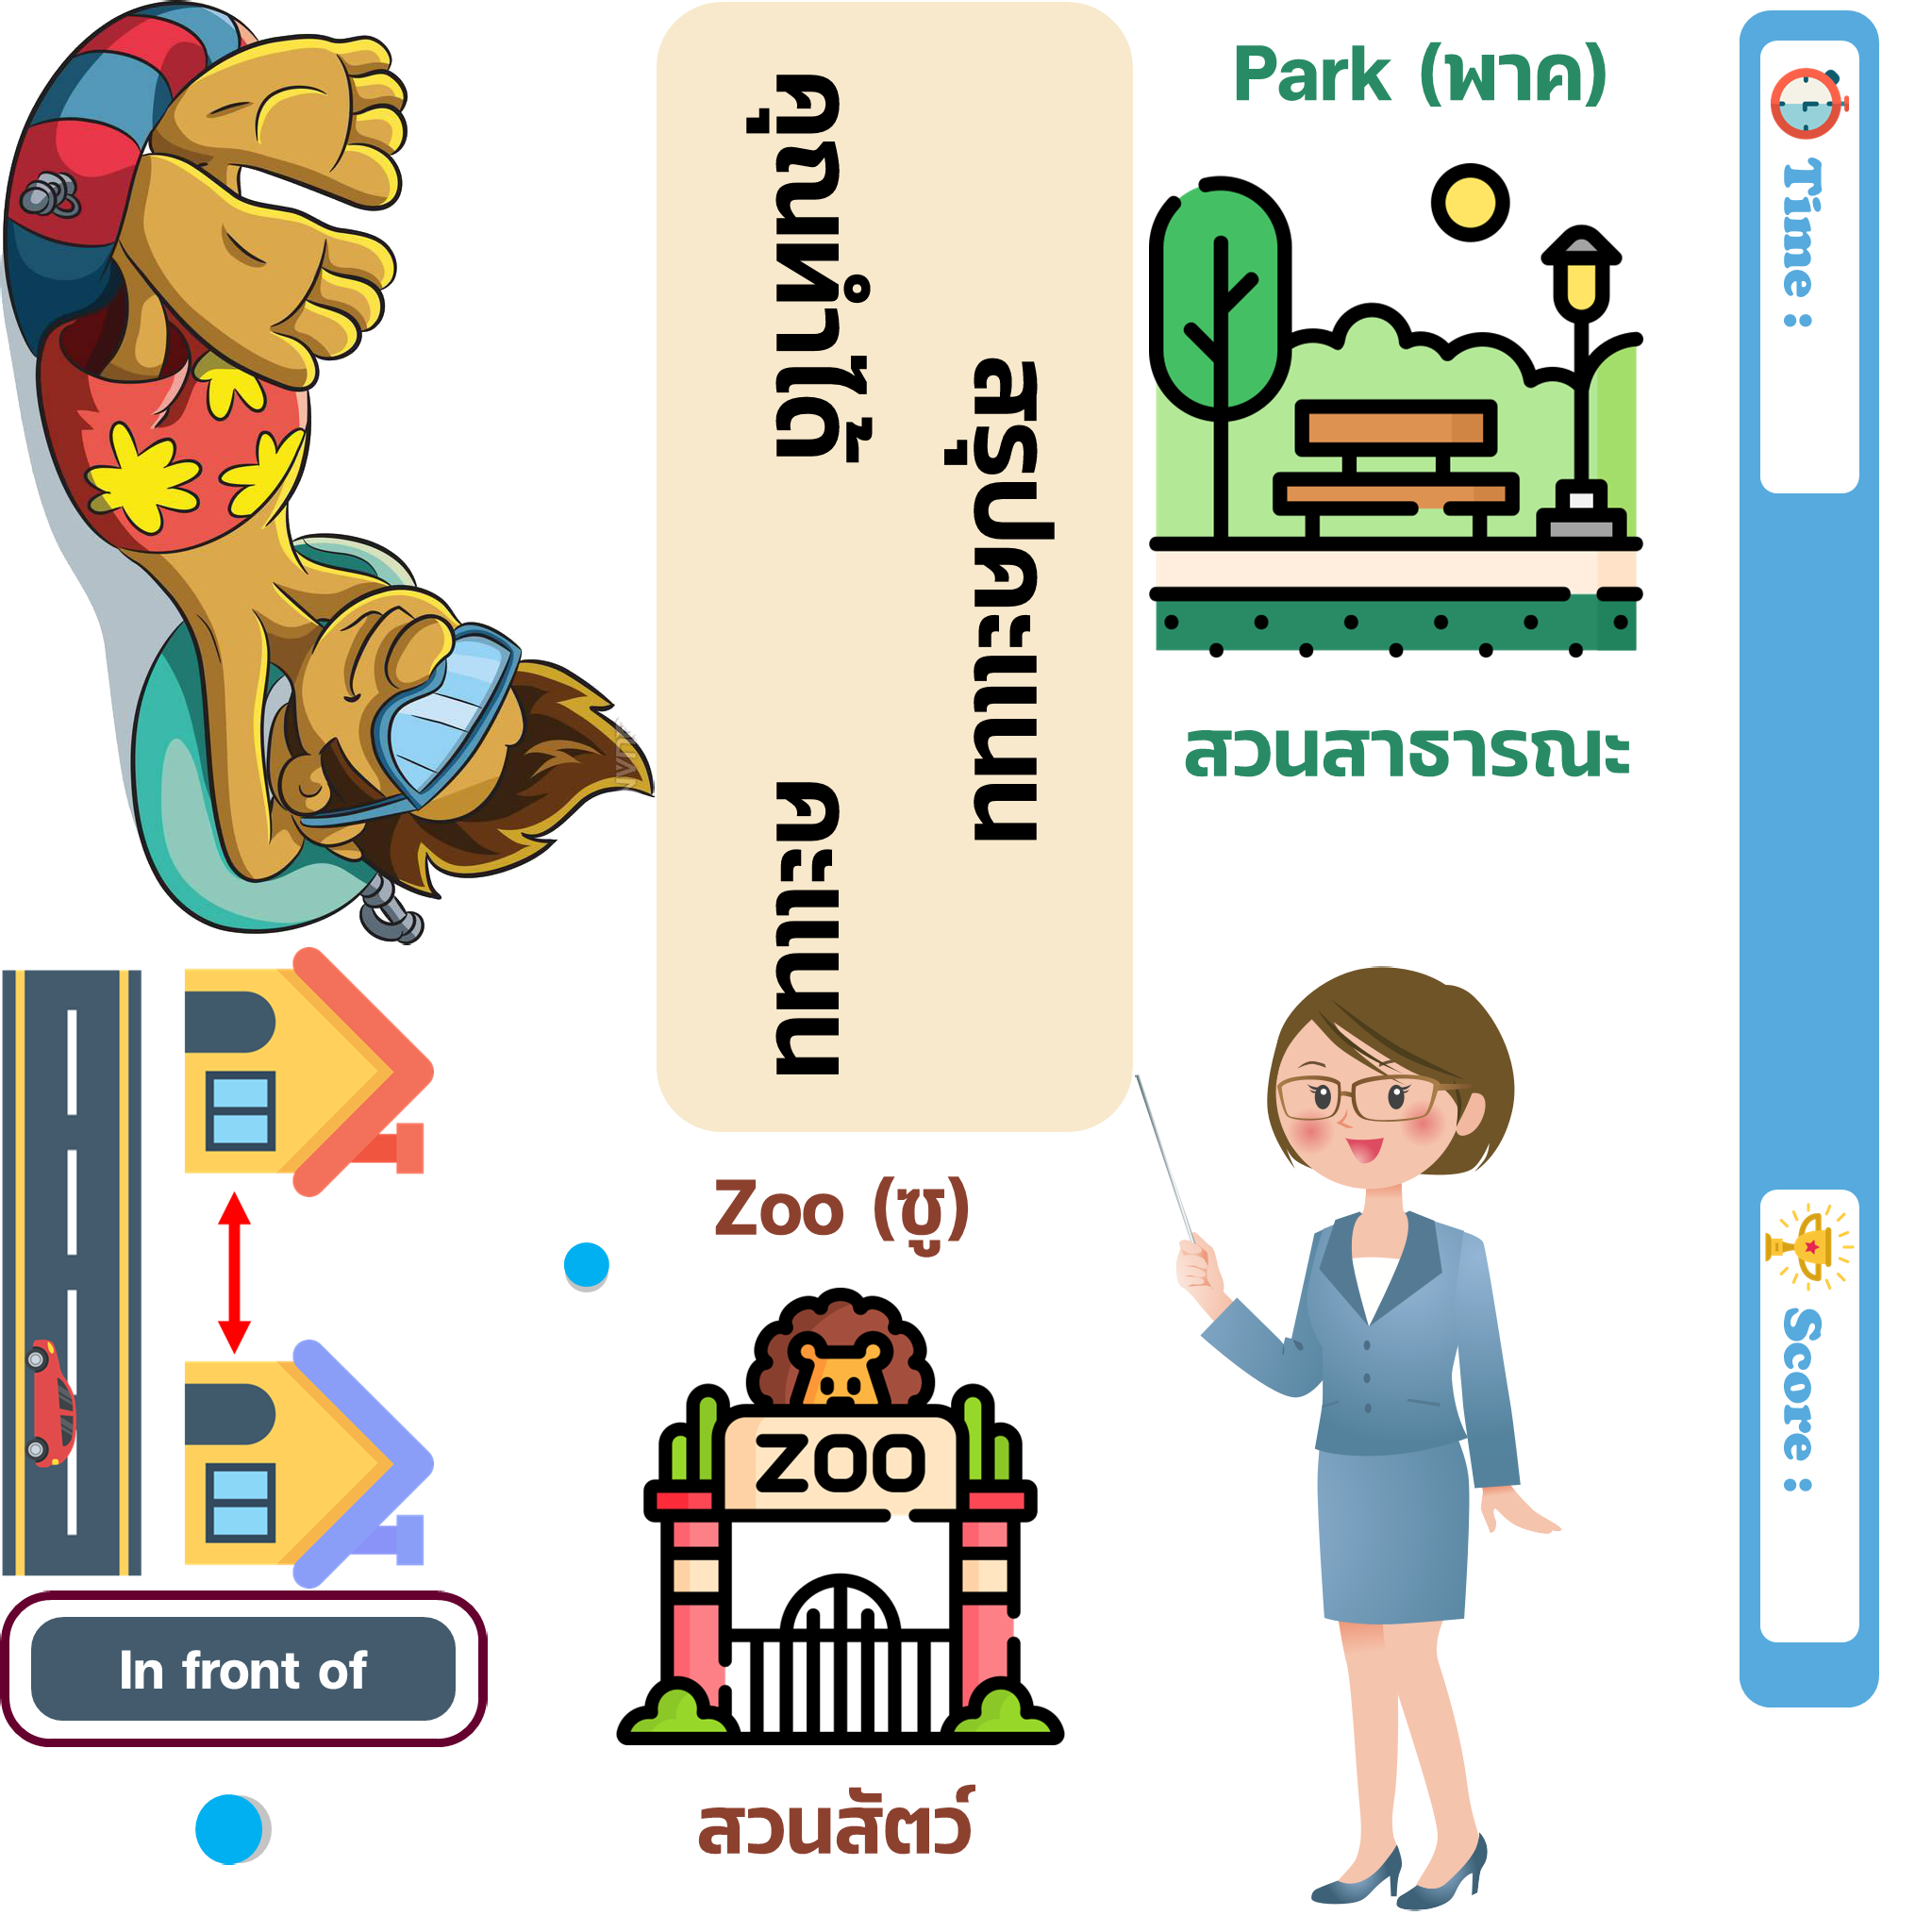 Park (พาค)
สวนสาธารณะ
Time :
สรุปคะแนน
คุณทำได้ คะแนน
Zoo (ซู)
ZOO
สวนสัตว์
In front of
Score :